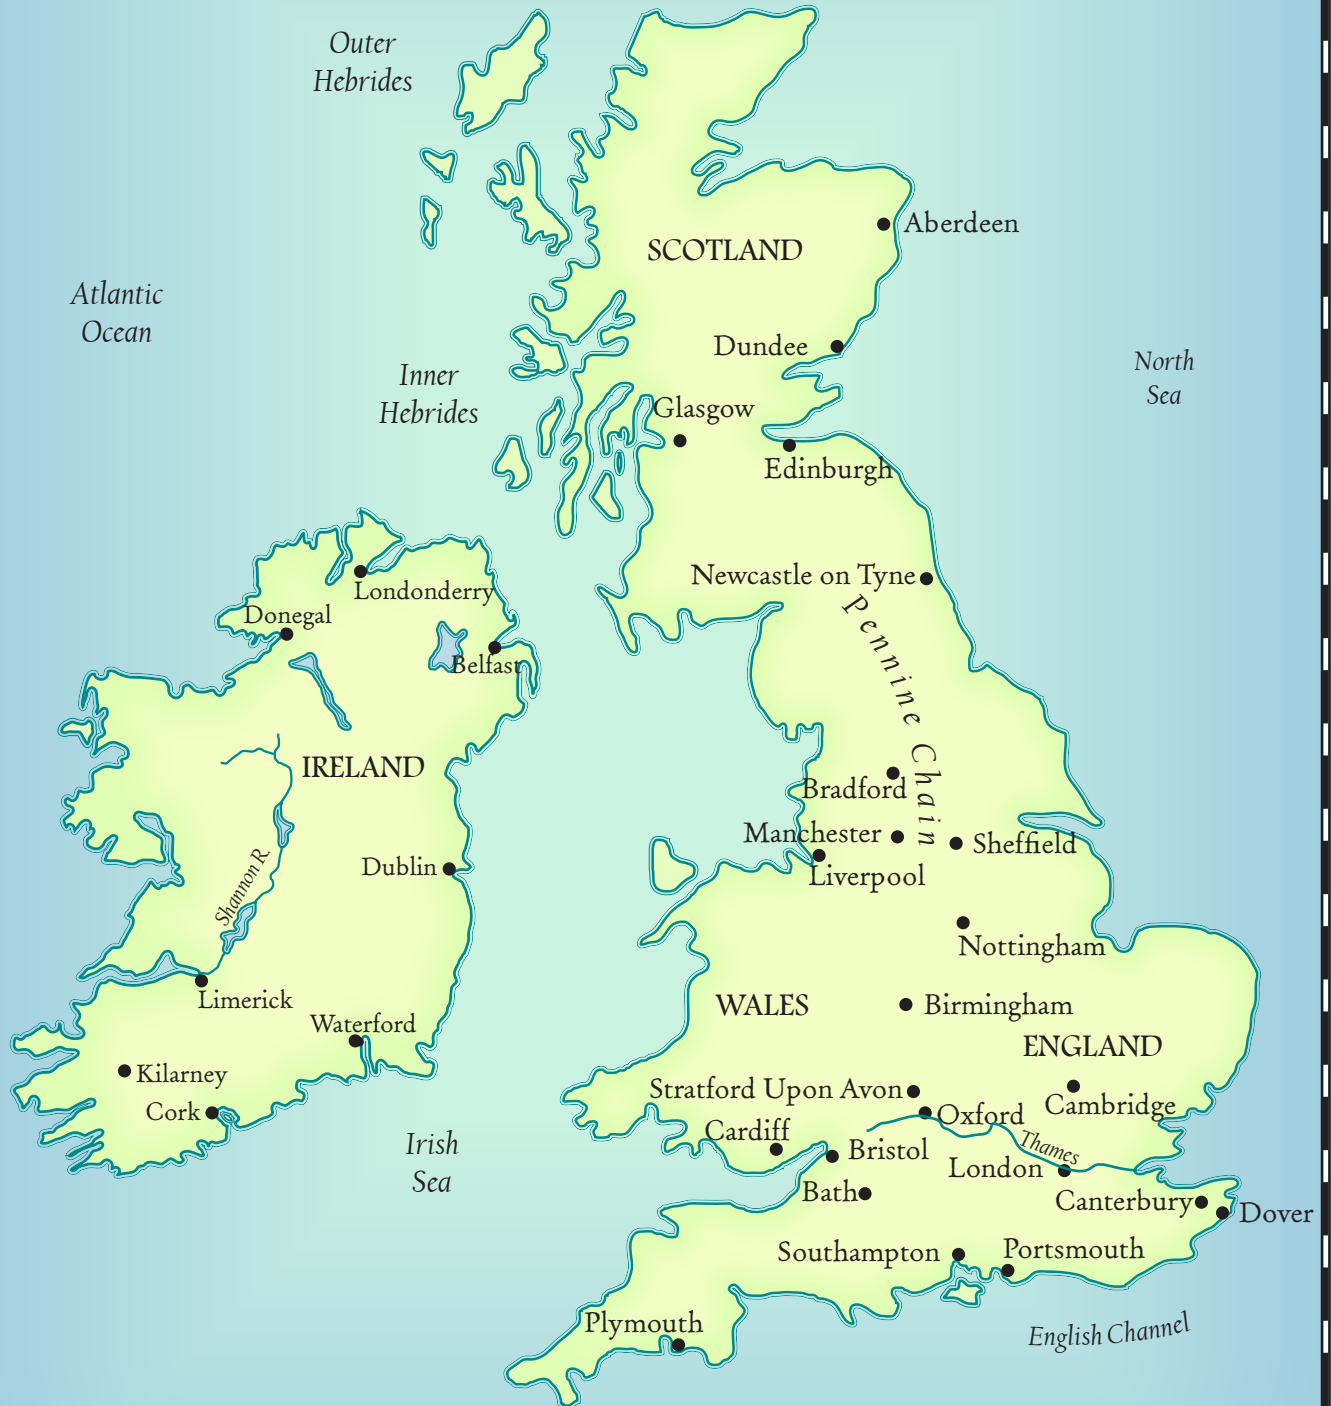 Outer
Hebrides
Aberdeen
SCOTLAND
Atlantic
Ocean
Dundee
North
Sea
Inner
Hebrides
Glasgow
Edinburgh
Newcastle on Tyne
Londonderry
Donegal
Belfast
Pennine Chain
IRELAND
Bradford
Manchester
Sheffield
Dublin
Liverpool
Shannon R.
Nottingham
Limerick
WALES
Birmingham
Waterford
ENGLAND
Kilarney
Stratford Upon Avon
Cambridge
Cork
Oxford
Cardiff
Irish
Sea
Bristol
Thames
London
Bath
Canterbury
Dover
Southampton
Portsmouth
Plymouth
English Channel